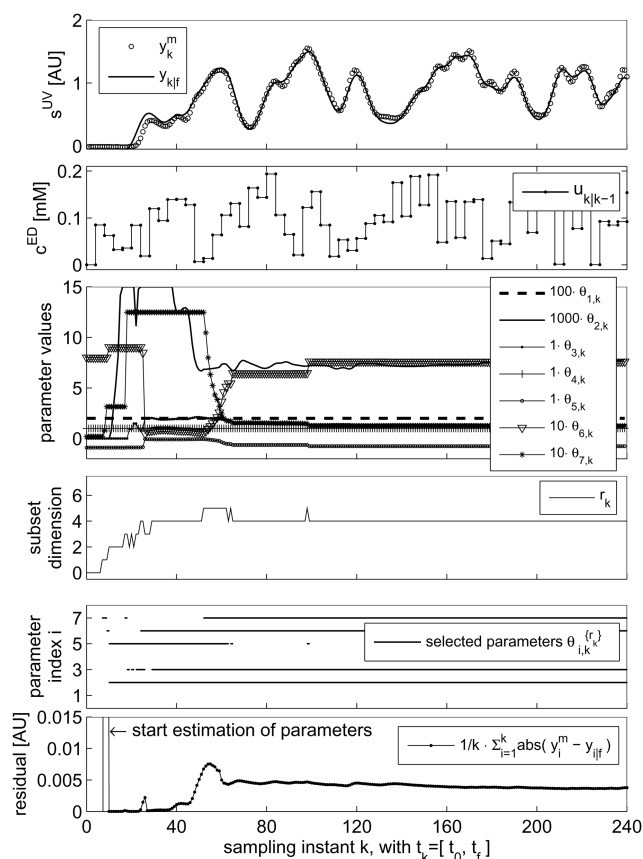 2
1
0
s^UV [AU]
y_k^m
y_k|f
0.2
0.1
0
c^ED [mM]
u_k|k−1
15
10
5
0
parameter values
100· θ_1,k
1000· θ_2,k
1· θ_3,k
1· θ_4,k
1· θ_5,k
10· θ_6,k
10· θ_7,k
6
4
2
0
subset
dimension
r_k
7
5
3
1
parameter
index i
selected parameters θ_i,k^{r_k}
0.015
0.01
0.005
0
residual [AU]
← start estimation of parameters
1/k · Σ_i=1^k abs( y_i^m − y_i|f )
0 40 80 120 160 200 240
sampling instant k, with t_k=[ t_0, t_f ]